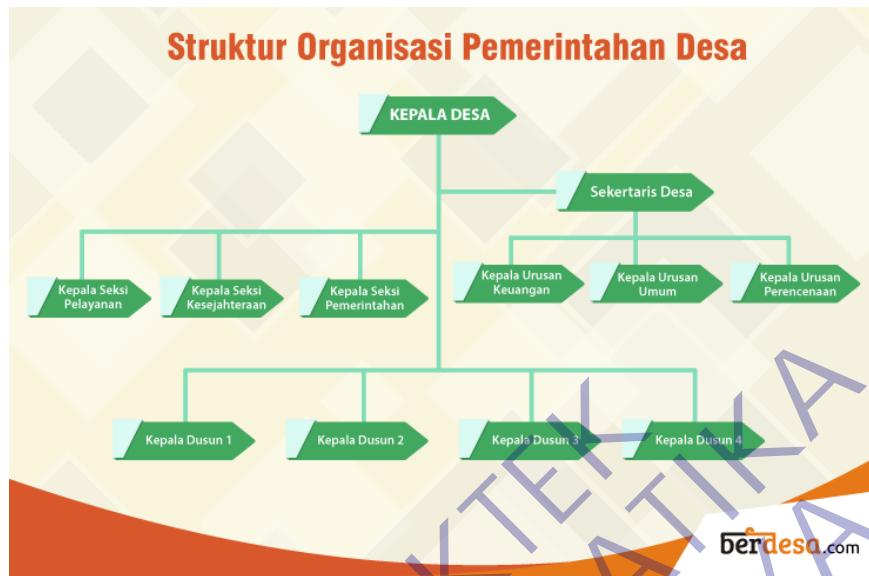 Struktur Organisasi Pemerintahan Desa
KEPALA DESA
Sekertaris Desa
Kepala Seksi
Pelayanan
Kepala Seksi
Kesejahteraan
Kepala Seksi
Pemerintahan
Kepala Urusan
Keuangan
Kepala Urusan
Umum
Kepala Urusan
Perencenaan
Kepala Dusun 1
Kepala Dusun 2
Kepala Dusun 3
Kepala Dusun 4
berdesa.com